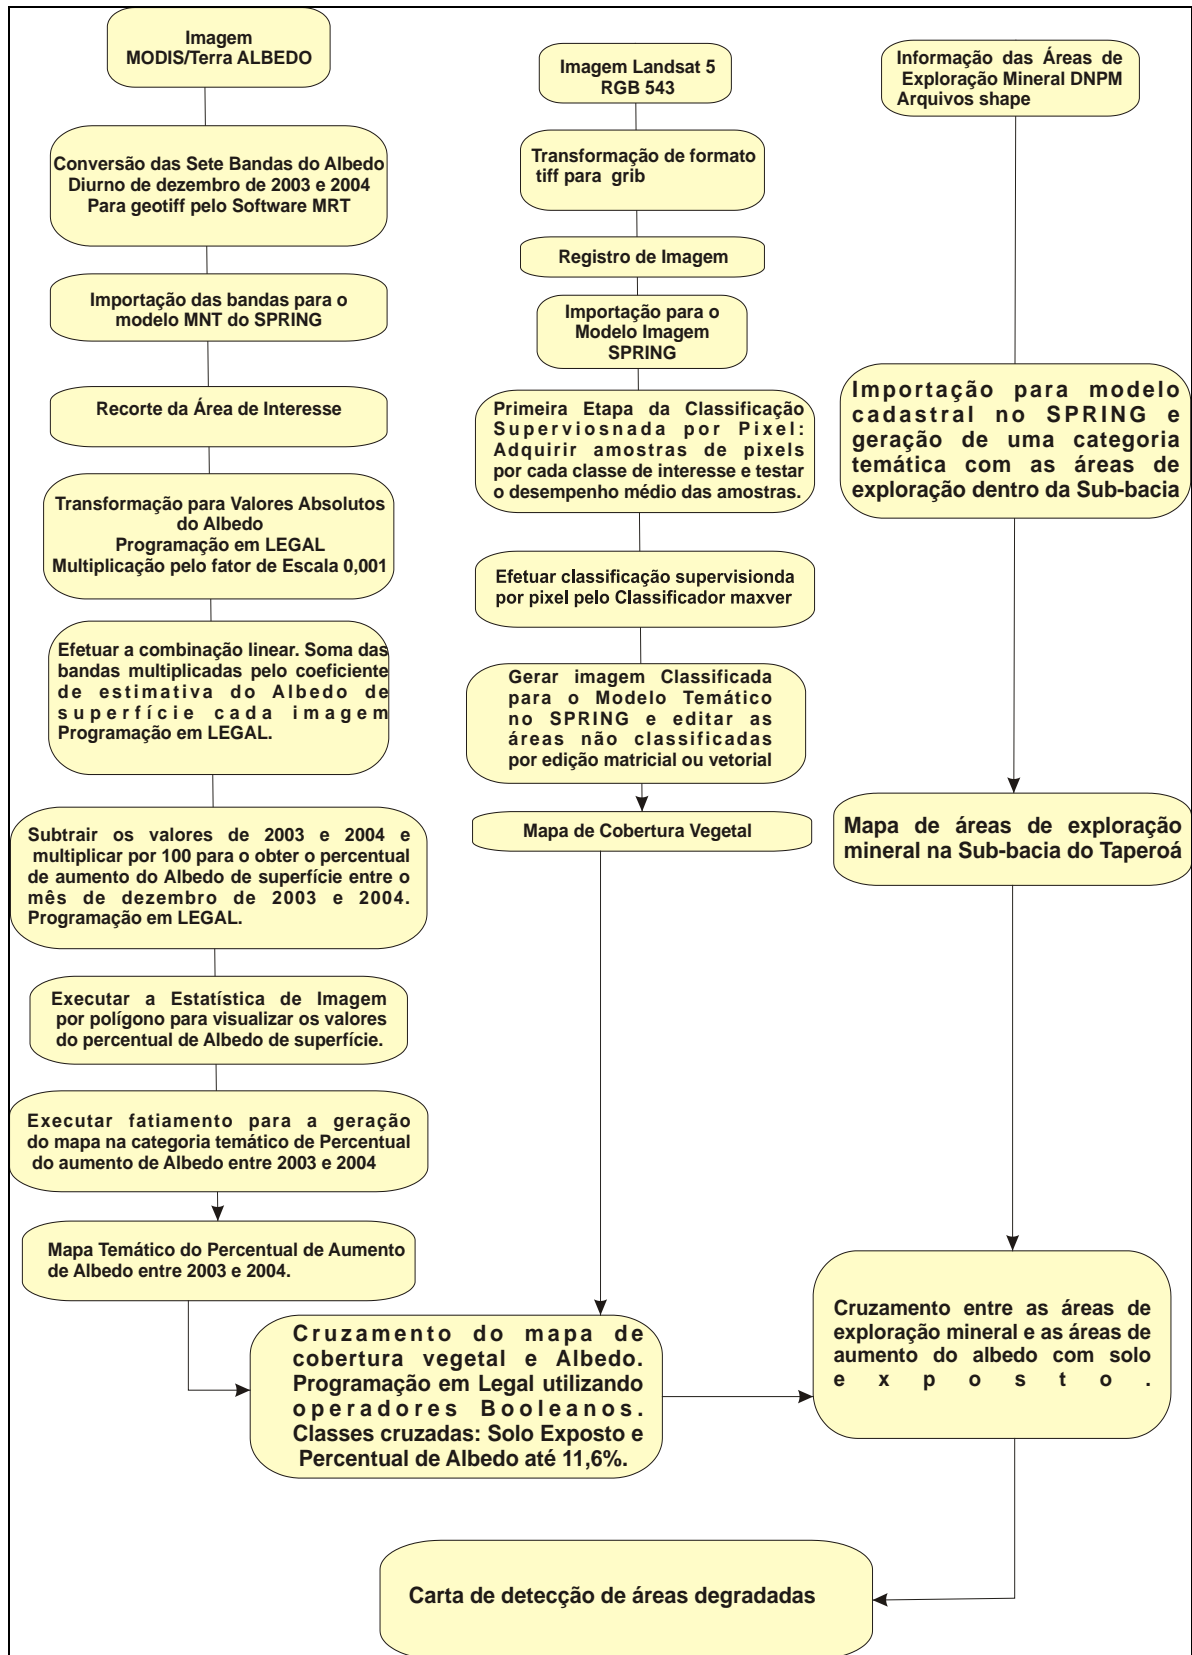 Imagem
MODIS/Terra ALBEDO
Conversão das Sete Bandas do Albedo
Diurno de dezembro de 2003 e 2004
Para geotiff pelo Software MRT
Importação das bandas para o
modelo MNT do SPRING
Recorte da Área de Interesse
Transformação para Valores Absolutos
do Albedo
Programação em LEGAL
Multiplicação pelo fator de Escala 0,001
Efetuar a combinação linear. Soma das
bandas multiplicadas pelo coeficiente
de estimativa do Albedo de
superfície cada imagem
Programação em LEGAL.
Subtrair os valores de 2003 e 2004 e
multiplicar por 100 para o obter o percentual
de aumento do Albedo de superfície entre o
mês de dezembro de 2003 e 2004.
Programação em LEGAL.
Executar a Estatística de Imagem
por polígono para visualizar os valores
do percentual de Albedo de superfície.
Executar fatiamento para a geração
do mapa na categoria temático de Percentual
do aumento de Albedo entre 2003 e 2004
Mapa Temático do Percentual de Aumento
de Albedo entre 2003 e 2004.
Imagem Landsat 5
RGB 543
Transformação de formato
tiff para grib
Registro de Imagem
Importação para o
Modelo Imagem
SPRING
Primeira Etapa da Classificação
Superviosnada por Pixel:
Adquirir amostras de pixels
por cada classe de interesse e testar
o desempenho médio das amostras.
Efetuar classificação supervisionda
por pixel pelo Classificador maxver
Gerar imagem Classificada
para o Modelo Temático
no SPRING e editar as
áreas não classificadas
por edição matricial ou vetorial
Mapa de Cobertura Vegetal
Informação das Áreas de
Exploração Mineral DNPM
Arquivos shape
Importação para modelo
cadastral no SPRING e
geração de uma categoria
temática com as áreas de
exploração dentro da Sub-bacia
Mapa de áreas de exploração
mineral na Sub-bacia do Taperoá
Cruzamento do mapa de
cobertura vegetal e Albedo.
Programação em Legal utilizando
operadores Booleanos.
Classes cruzadas: Solo Exposto e
Percentual de Albedo até 11,6%.
Cruzamento entre as áreas de
exploração mineral e as áreas de
aumento do albedo com solo
exposto.
Carta de detecção de áreas degradadas